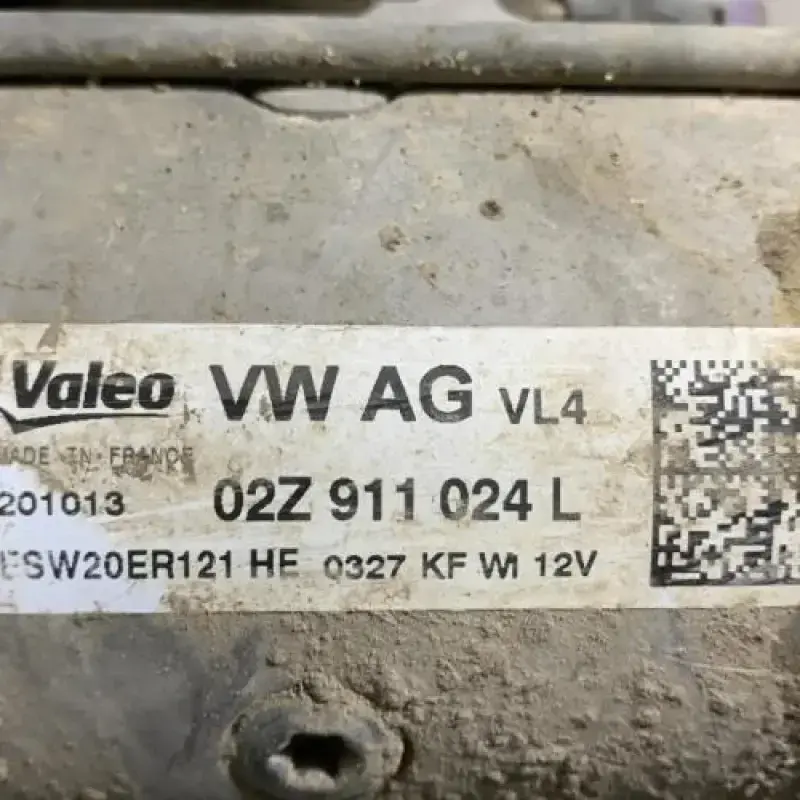 Valeo VW AG VL4
MADE IN FRANCE
201013 02Z 911 024 L
ESW20ER121 HE 0327 KF WI 12V